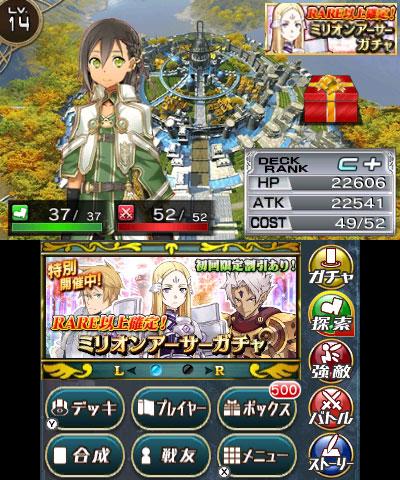 LV.
14
RARE以上確定!
ミリオンアーサー
ガチャ
DECK RANK C+
HP 22606
ATK 22541
COST 49/52
37/37
52/52
特別開催中!
初回限定割引あり!
RARE以上確定!
ミリオンアーサーガチャ
L R
ガチャ
探索
強敵
バトル
ストーリー
500
デッキ
プレイヤー
ボックス
Y
合成
戦友
メニュー
X